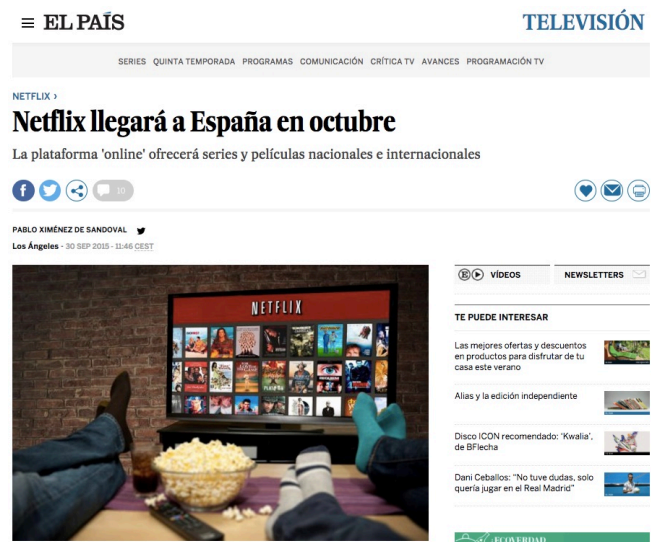 EL PAÍS
TELEVISIÓN
SERIES QUINTA TEMPORADA PROGRAMAS COMUNICACIÓN CRÍTICA TV AVANCES PROGRAMACIÓN TV
NETFLIX ›
Netflix llegará a España en octubre
La plataforma 'online' ofrecerá series y películas nacionales e internacionales
10
PABLO XIMÉNEZ DE SANDOVAL
Los Ángeles - 30 SEP 2015 - 11:46 CEST
NETFLIX
VÍDEOS
NEWSLETTERS
TE PUEDE INTERESAR
Las mejores ofertas y descuentos
en productos para disfrutar de tu
casa este verano
Alias y la edición independiente
Disco ICON recomendado: 'Kwalia',
de BFlecha
Dani Ceballos: “No tuve dudas, solo
quería jugar en el Real Madrid”
ECOVERDAD